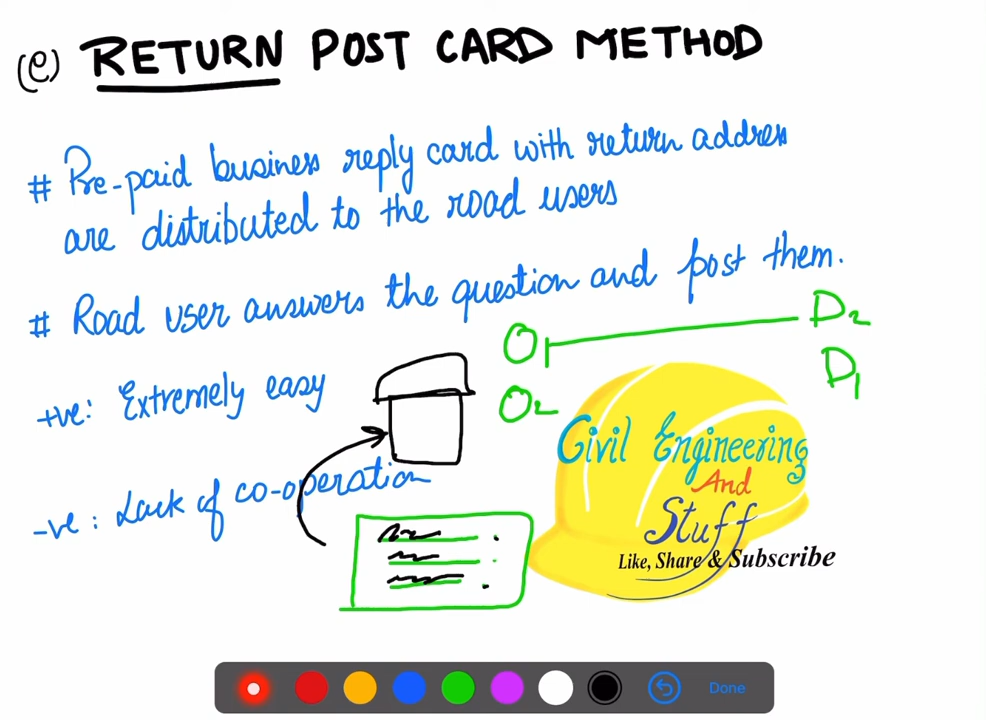 (e) RETURN POST CARD METHOD
# Pre-paid business reply card with return address
are distributed to the road users
# Road user answers the question and post them.
O1 D2
O2 D1
+ve: Extremely easy
-ve: Lack of co-operation
Civil Engineering
And
Stuff
Like, Share & Subscribe
Done